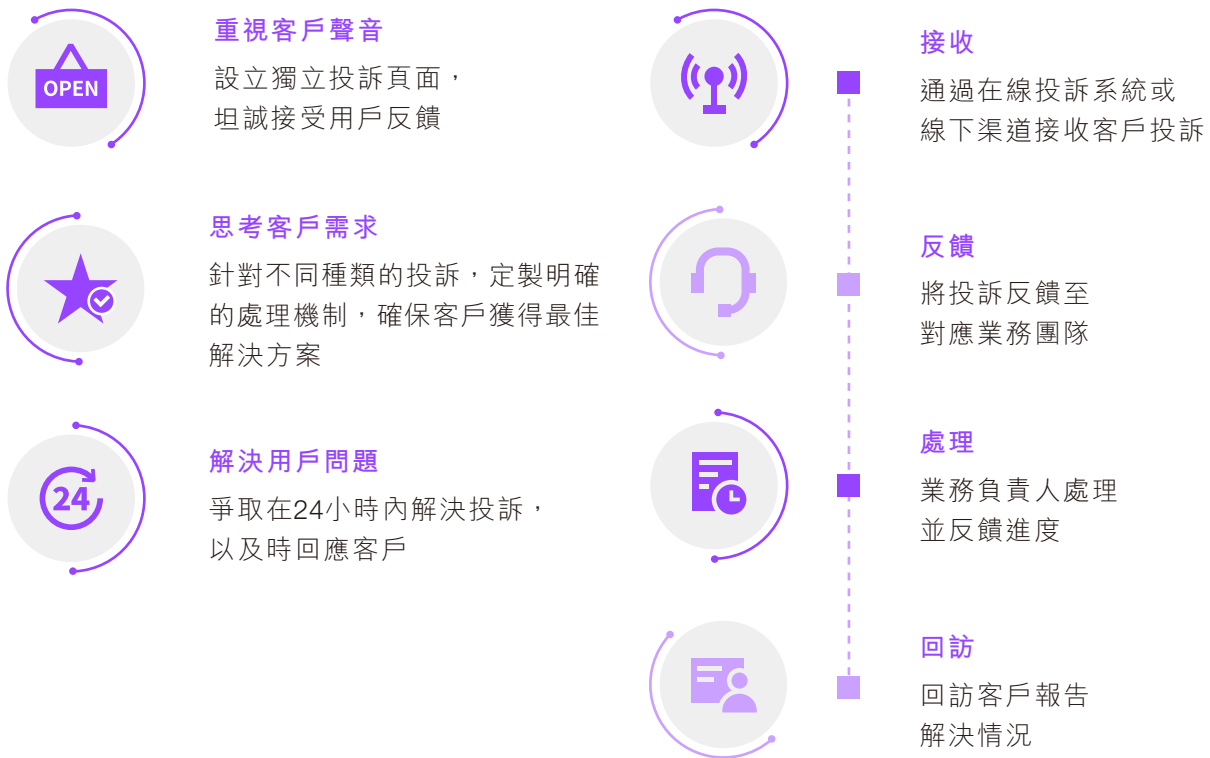 OPEN
重視客戶聲音
設立獨立投訴頁面，
坦誠接受用戶反饋
思考客戶需求
針對不同種類的投訴，定製明確
的處理機制，確保客戶獲得最佳
解決方案
24
解決用戶問題
爭取在24小時內解決投訴，
以及時回應客戶
接收
通過在線投訴系統或
線下渠道接收客戶投訴
反饋
將投訴反饋至
對應業務團隊
處理
業務負責人處理
並反饋進度
回訪
回訪客戶報告
解決情況